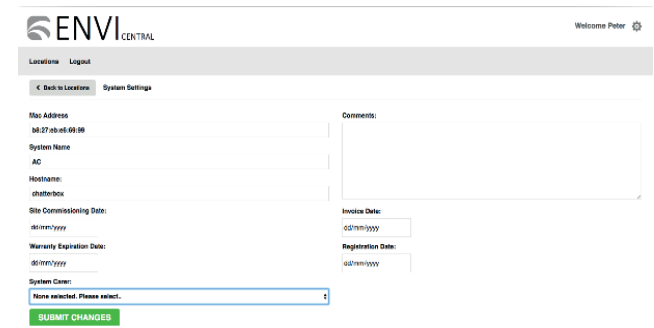 ENVI CENTRAL
Welcome Peter
Locations Logout
Back to Locations System Settings
Mac Address
b8:27:eb:e6:69:99
System Name
AC
Hostname:
chatterbox
Site Commissioning Date:
dd/mm/yyyy
Warranty Expiration Date:
dd/mm/yyyy
System Carer:
None selected. Please select..
SUBMIT CHANGES
Comments:
Invoice Date:
dd/mm/yyyy
Registration Date:
dd/mm/yyyy